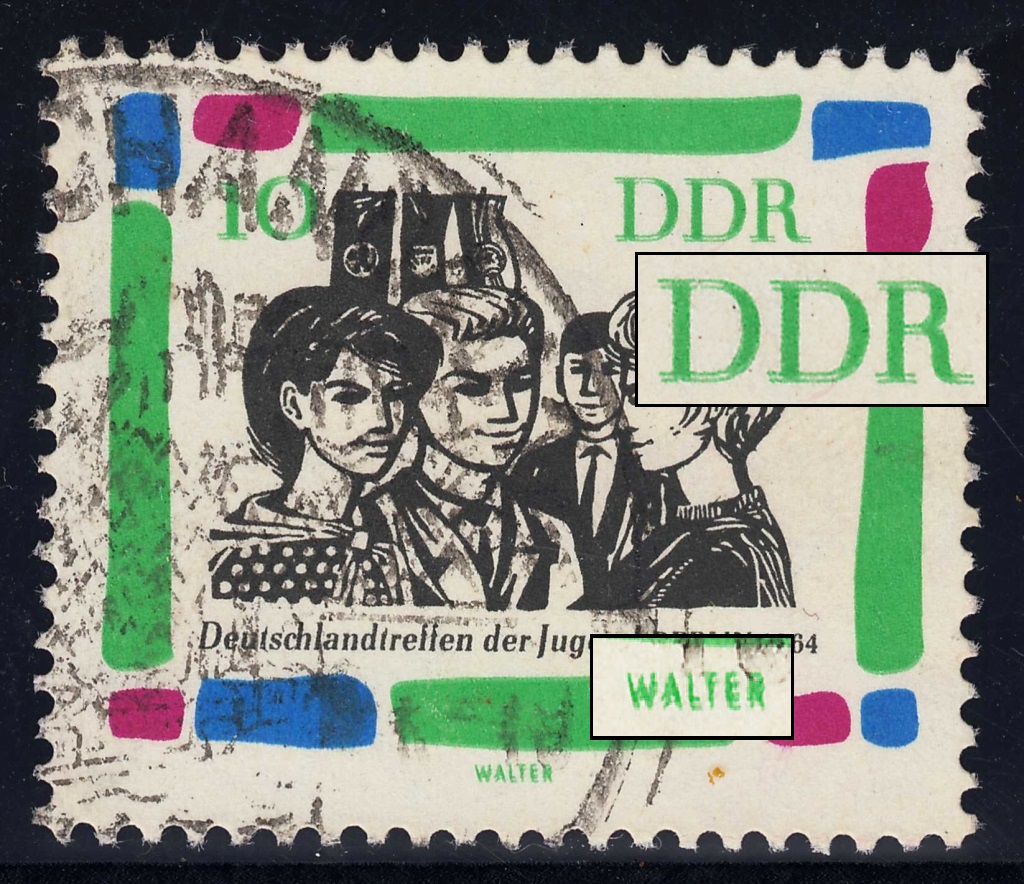 10 DDR
DDR
Deutschlandtreffen der Jug 64
WALTER
WALTER